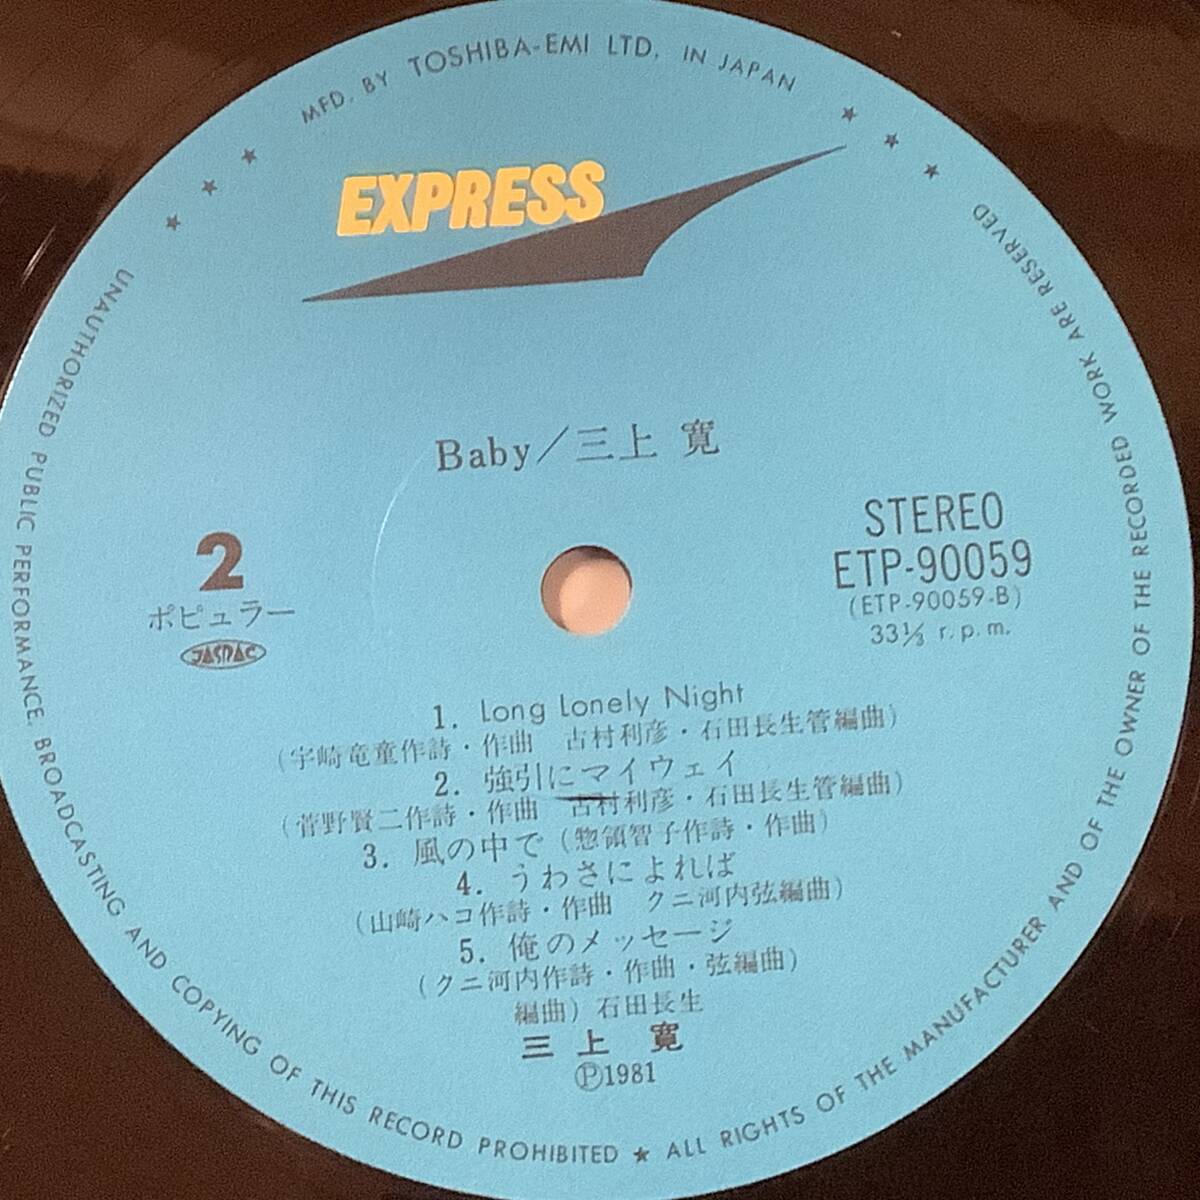 MFD. BY TOSHIBA-EMI LTD. IN JAPAN
★ ★ ★
★ ★ ★
EXPRESS
Baby／三上 寛
2
ポピュラー
JASRAC
STEREO
ETP-90059
(ETP-90059-B)
33⅓ r.p.m.
1. Long Lonely Night
(宇崎竜童作詩・作曲 古村利彦・石田長生管編曲)
2. 強引にマイウェイ
(菅野賢二作詩・作曲 古村利彦・石田長生管編曲)
3. 風の中で (惣領智子作詩・作曲)
4. うわさによれば
(山崎ハコ作詩・作曲 クニ河内弦編曲)
5. 俺のメッセージ
(クニ河内作詩・作曲・弦編曲)
編曲) 石田長生
三上 寛
Ⓟ1981
UNAUTHORIZED PUBLIC PERFORMANCE, BROADCASTING AND COPYING OF THIS RECORD PROHIBITED ★ ALL RIGHTS OF THE MANUFACTURER AND OF THE OWNER OF THE RECORDED WORK ARE RESERVED